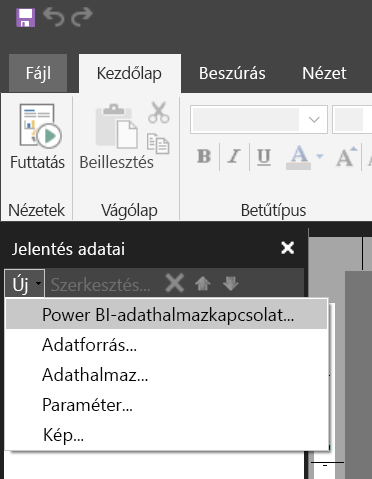 Fájl Kezdőlap Beszúrás Nézet
Futtatás Beillesztés
B I U A A
Nézetek Vágólap Betűtípus
Jelentés adatai
Új Szerkesztés...
Power BI-adathalmazkapcsolat...
Adatforrás...
Adathalmaz...
Paraméter...
Kép...